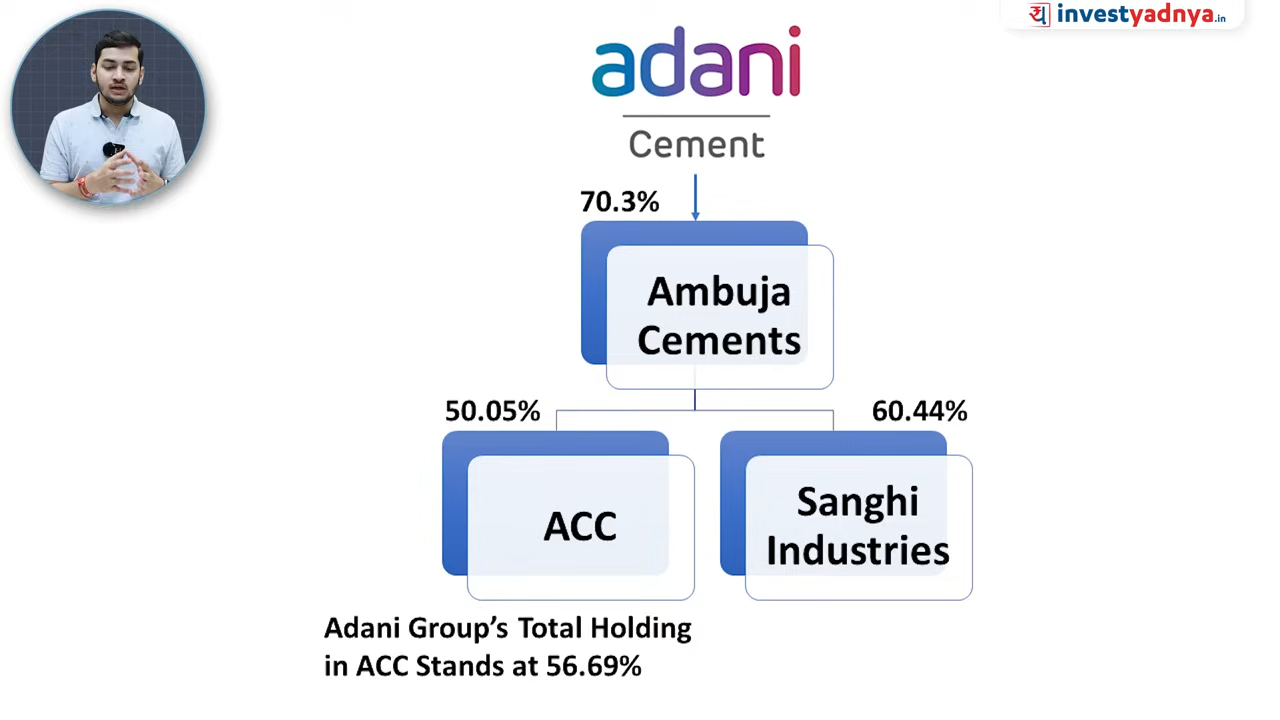 investyadnya.in
adani
Cement
70.3%
Ambuja
Cements
50.05%
60.44%
ACC
Sanghi
Industries
Adani Group's Total Holding
in ACC Stands at 56.69%